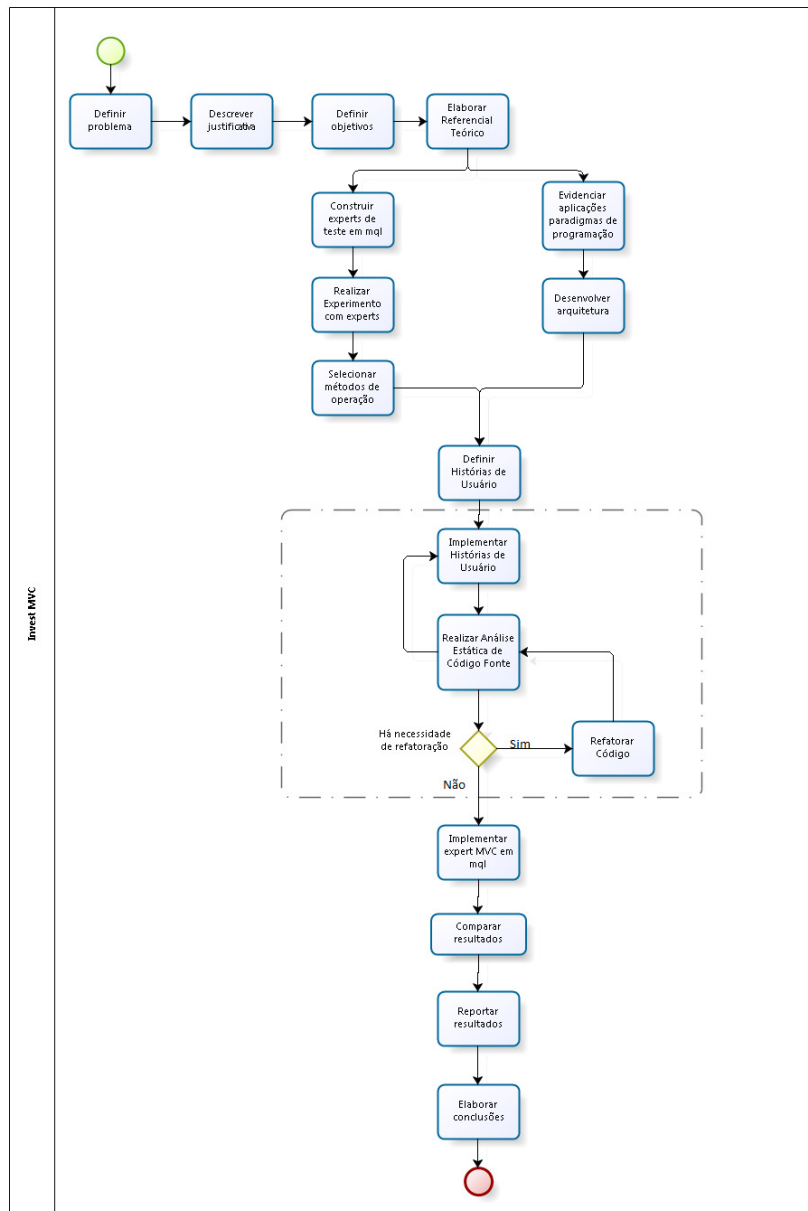 Invest MVC
Definir
problema
Descrever
justificativa
Definir
objetivos
Elaborar
Referencial
Teórico
Construir
experts de
teste em mql
Evidenciar
aplicações
paradigmas de
programação
Realizar
Experimento
com experts
Desenvolver
arquitetura
Selecionar
métodos de
operação
Definir
Histórias de
Usuário
Implementar
Histórias de
Usuário
Realizar Análise
Estática de
Código Fonte
Há necessidade
de refatoração
Sim
Refatorar
Código
Não
Implementar
expert MVC em
mql
Comparar
resultados
Reportar
resultados
Elaborar
conclusões